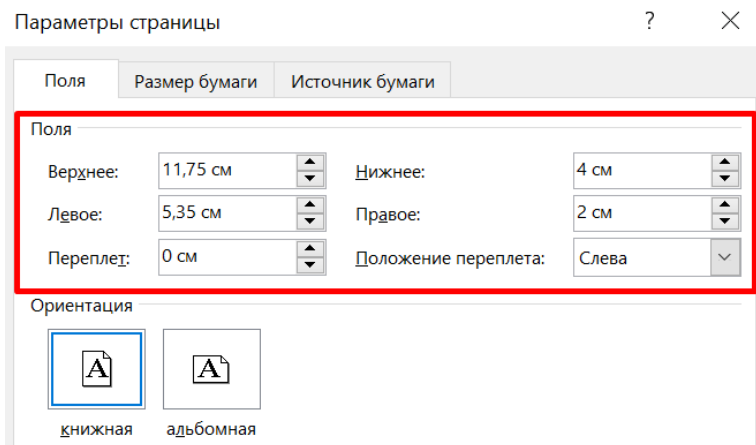 Параметры страницы ?
Поля Размер бумаги Источник бумаги
Поля
Верхнее: 11,75 см Нижнее: 4 см
Левое: 5,35 см Правое: 2 см
Переплет: 0 см Положение переплета: Слева
Ориентация
A A
книжная альбомная